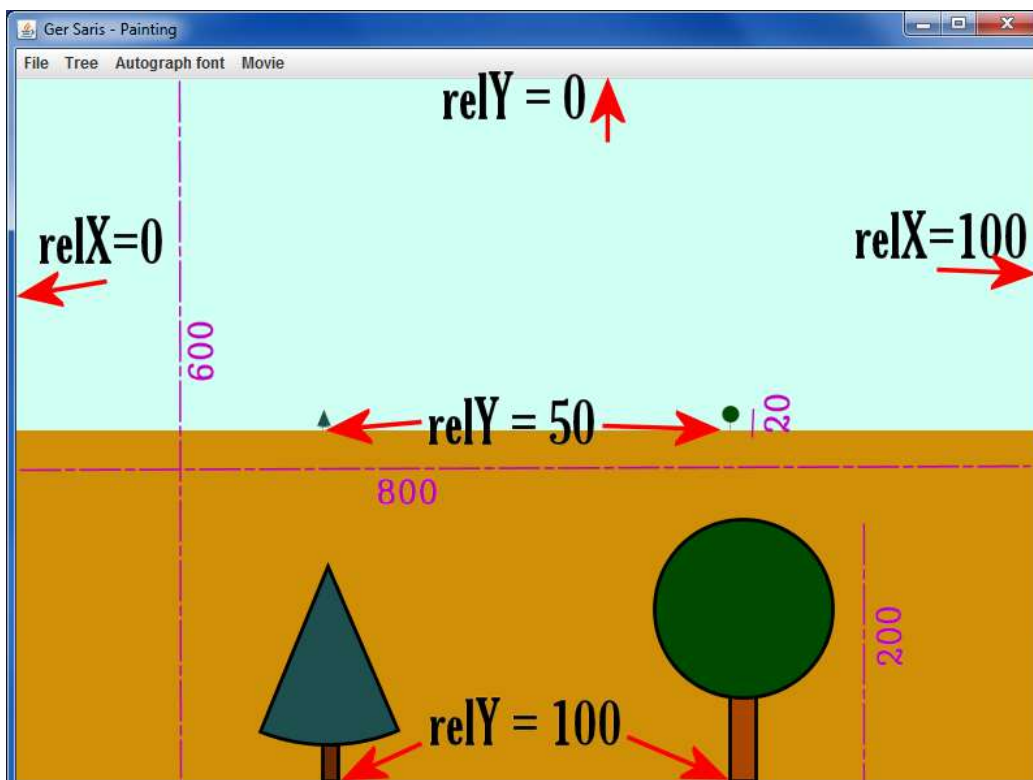 Ger Saris - Painting
File Tree Autograph font Movie
relY = 0
relX=0
relX=100
600
relY = 50
20
800
200
relY = 100